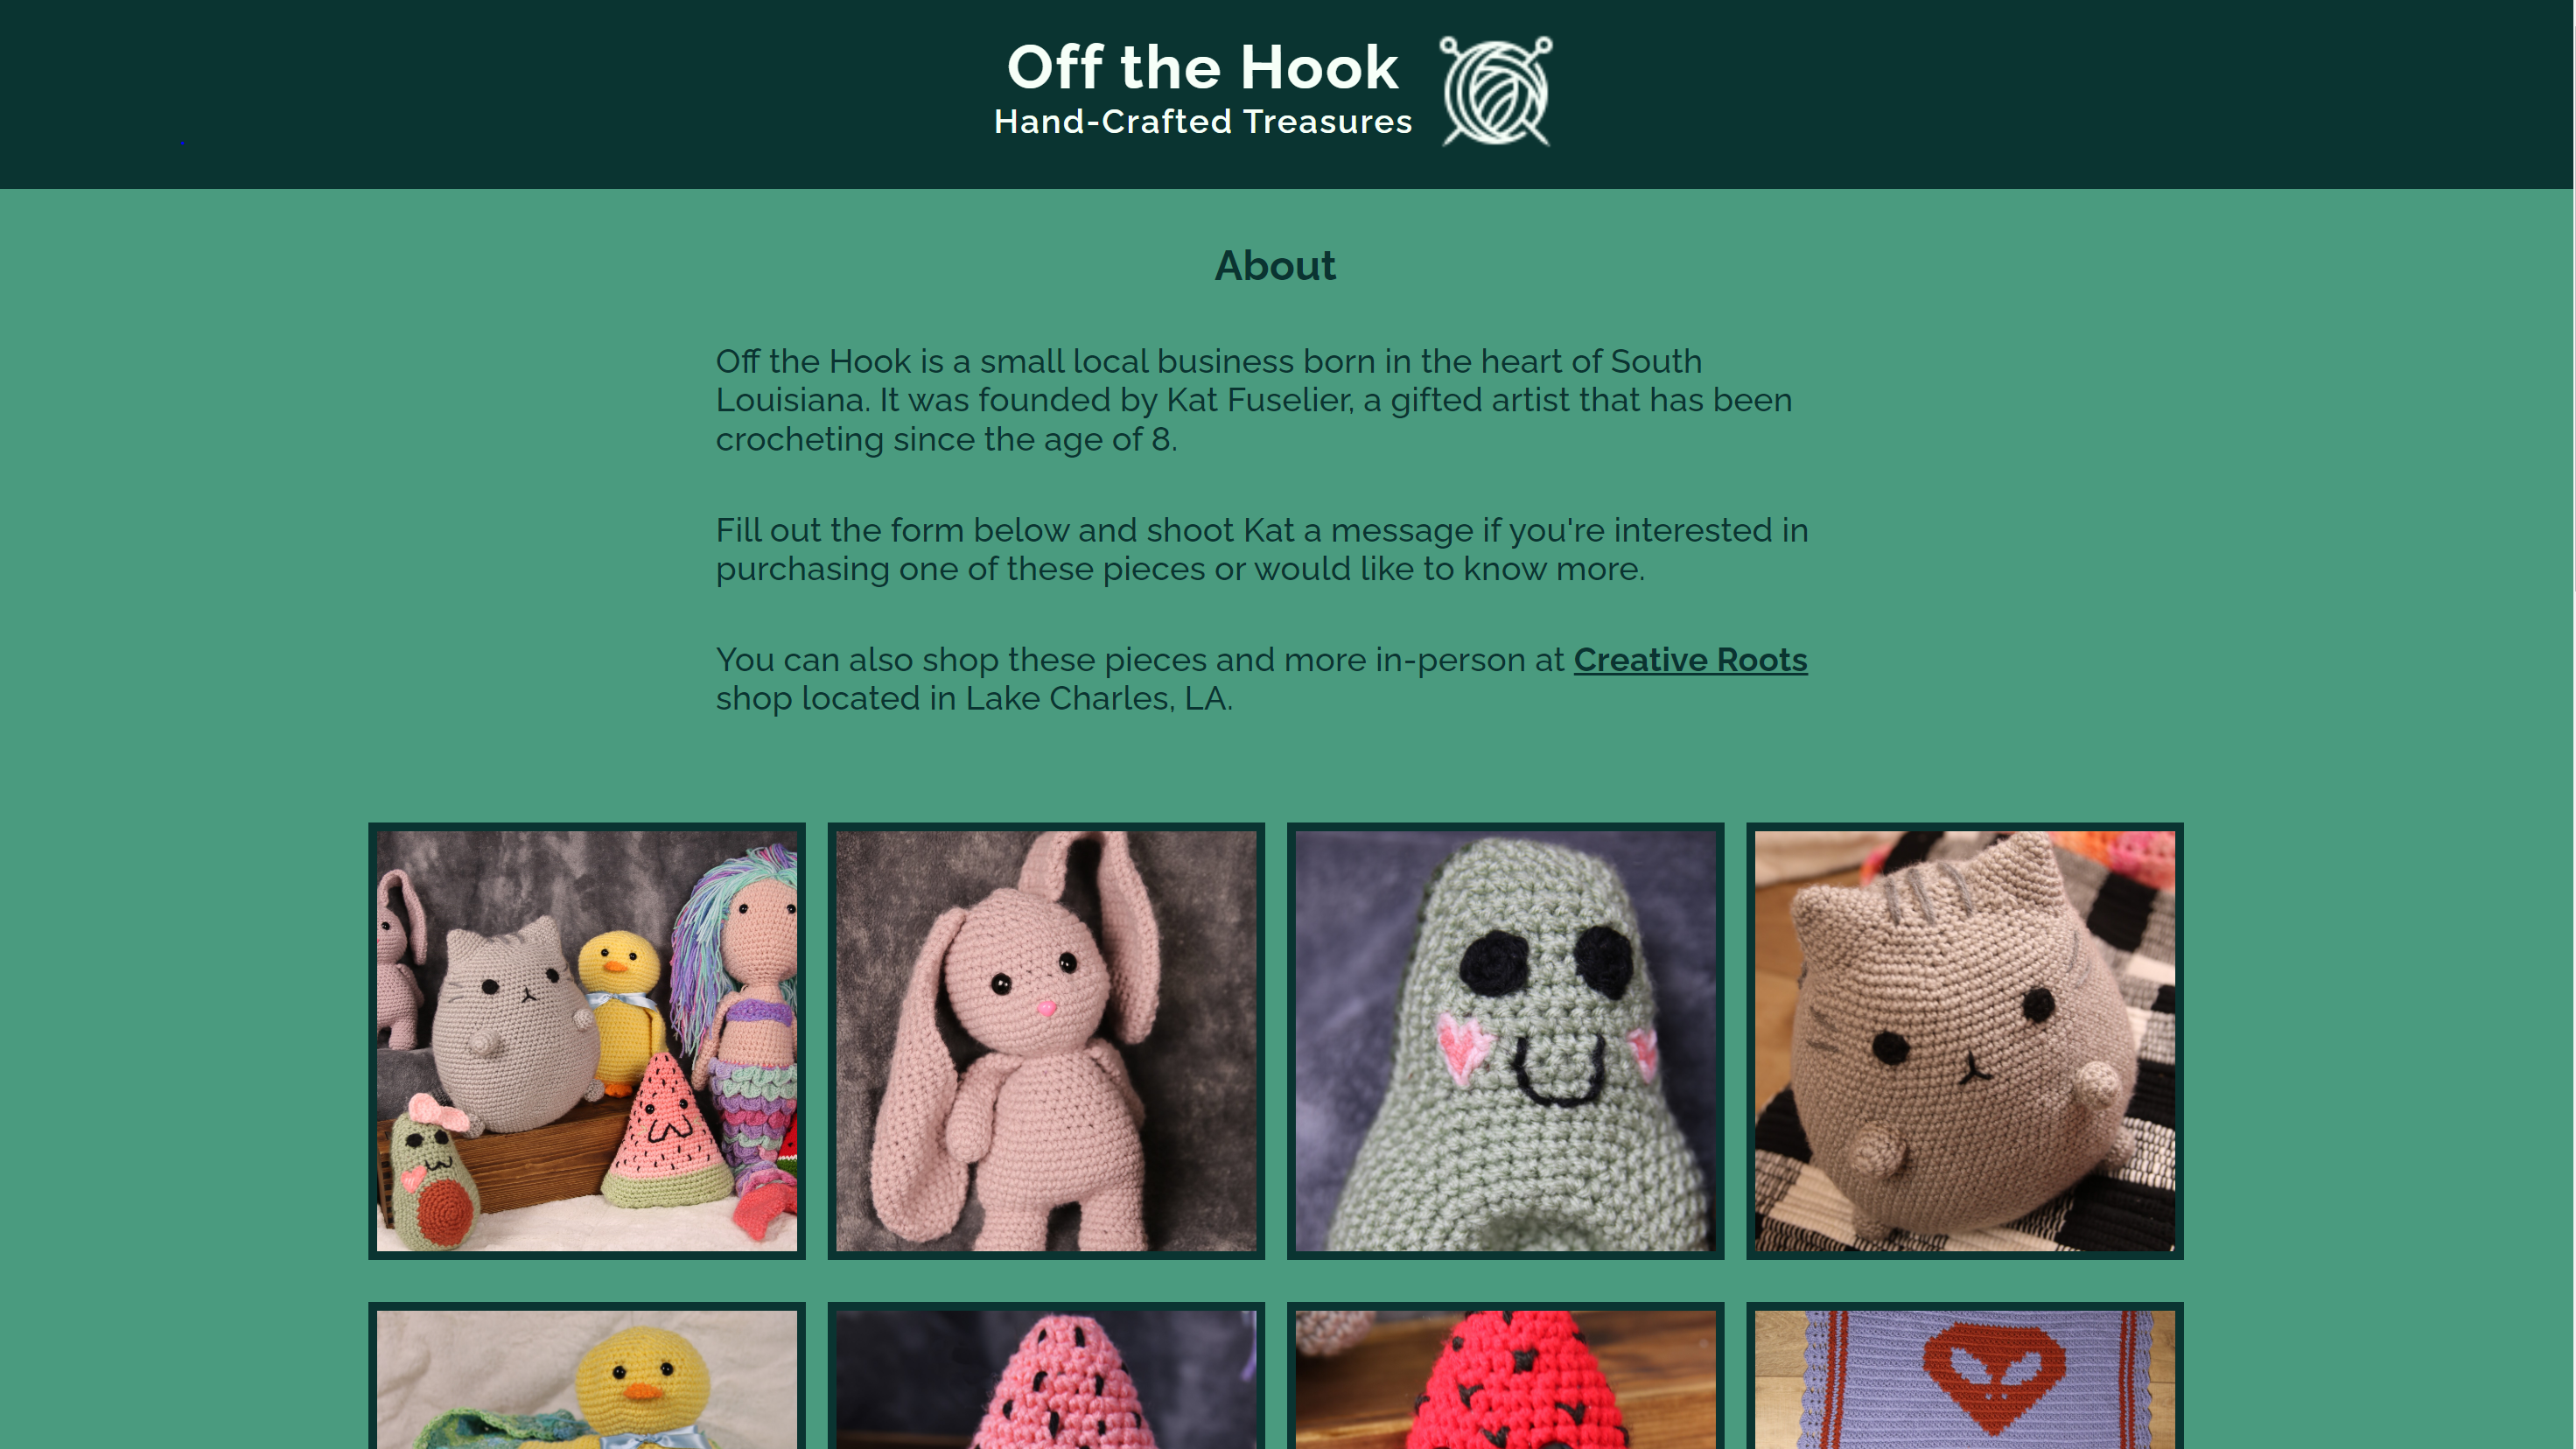 Off the Hook
Hand-Crafted Treasures
About
Off the Hook is a small local business born in the heart of South
Louisiana. It was founded by Kat Fuselier, a gifted artist that has been
crocheting since the age of 8.
Fill out the form below and shoot Kat a message if you're interested in
purchasing one of these pieces or would like to know more.
You can also shop these pieces and more in-person at Creative Roots
shop located in Lake Charles, LA.